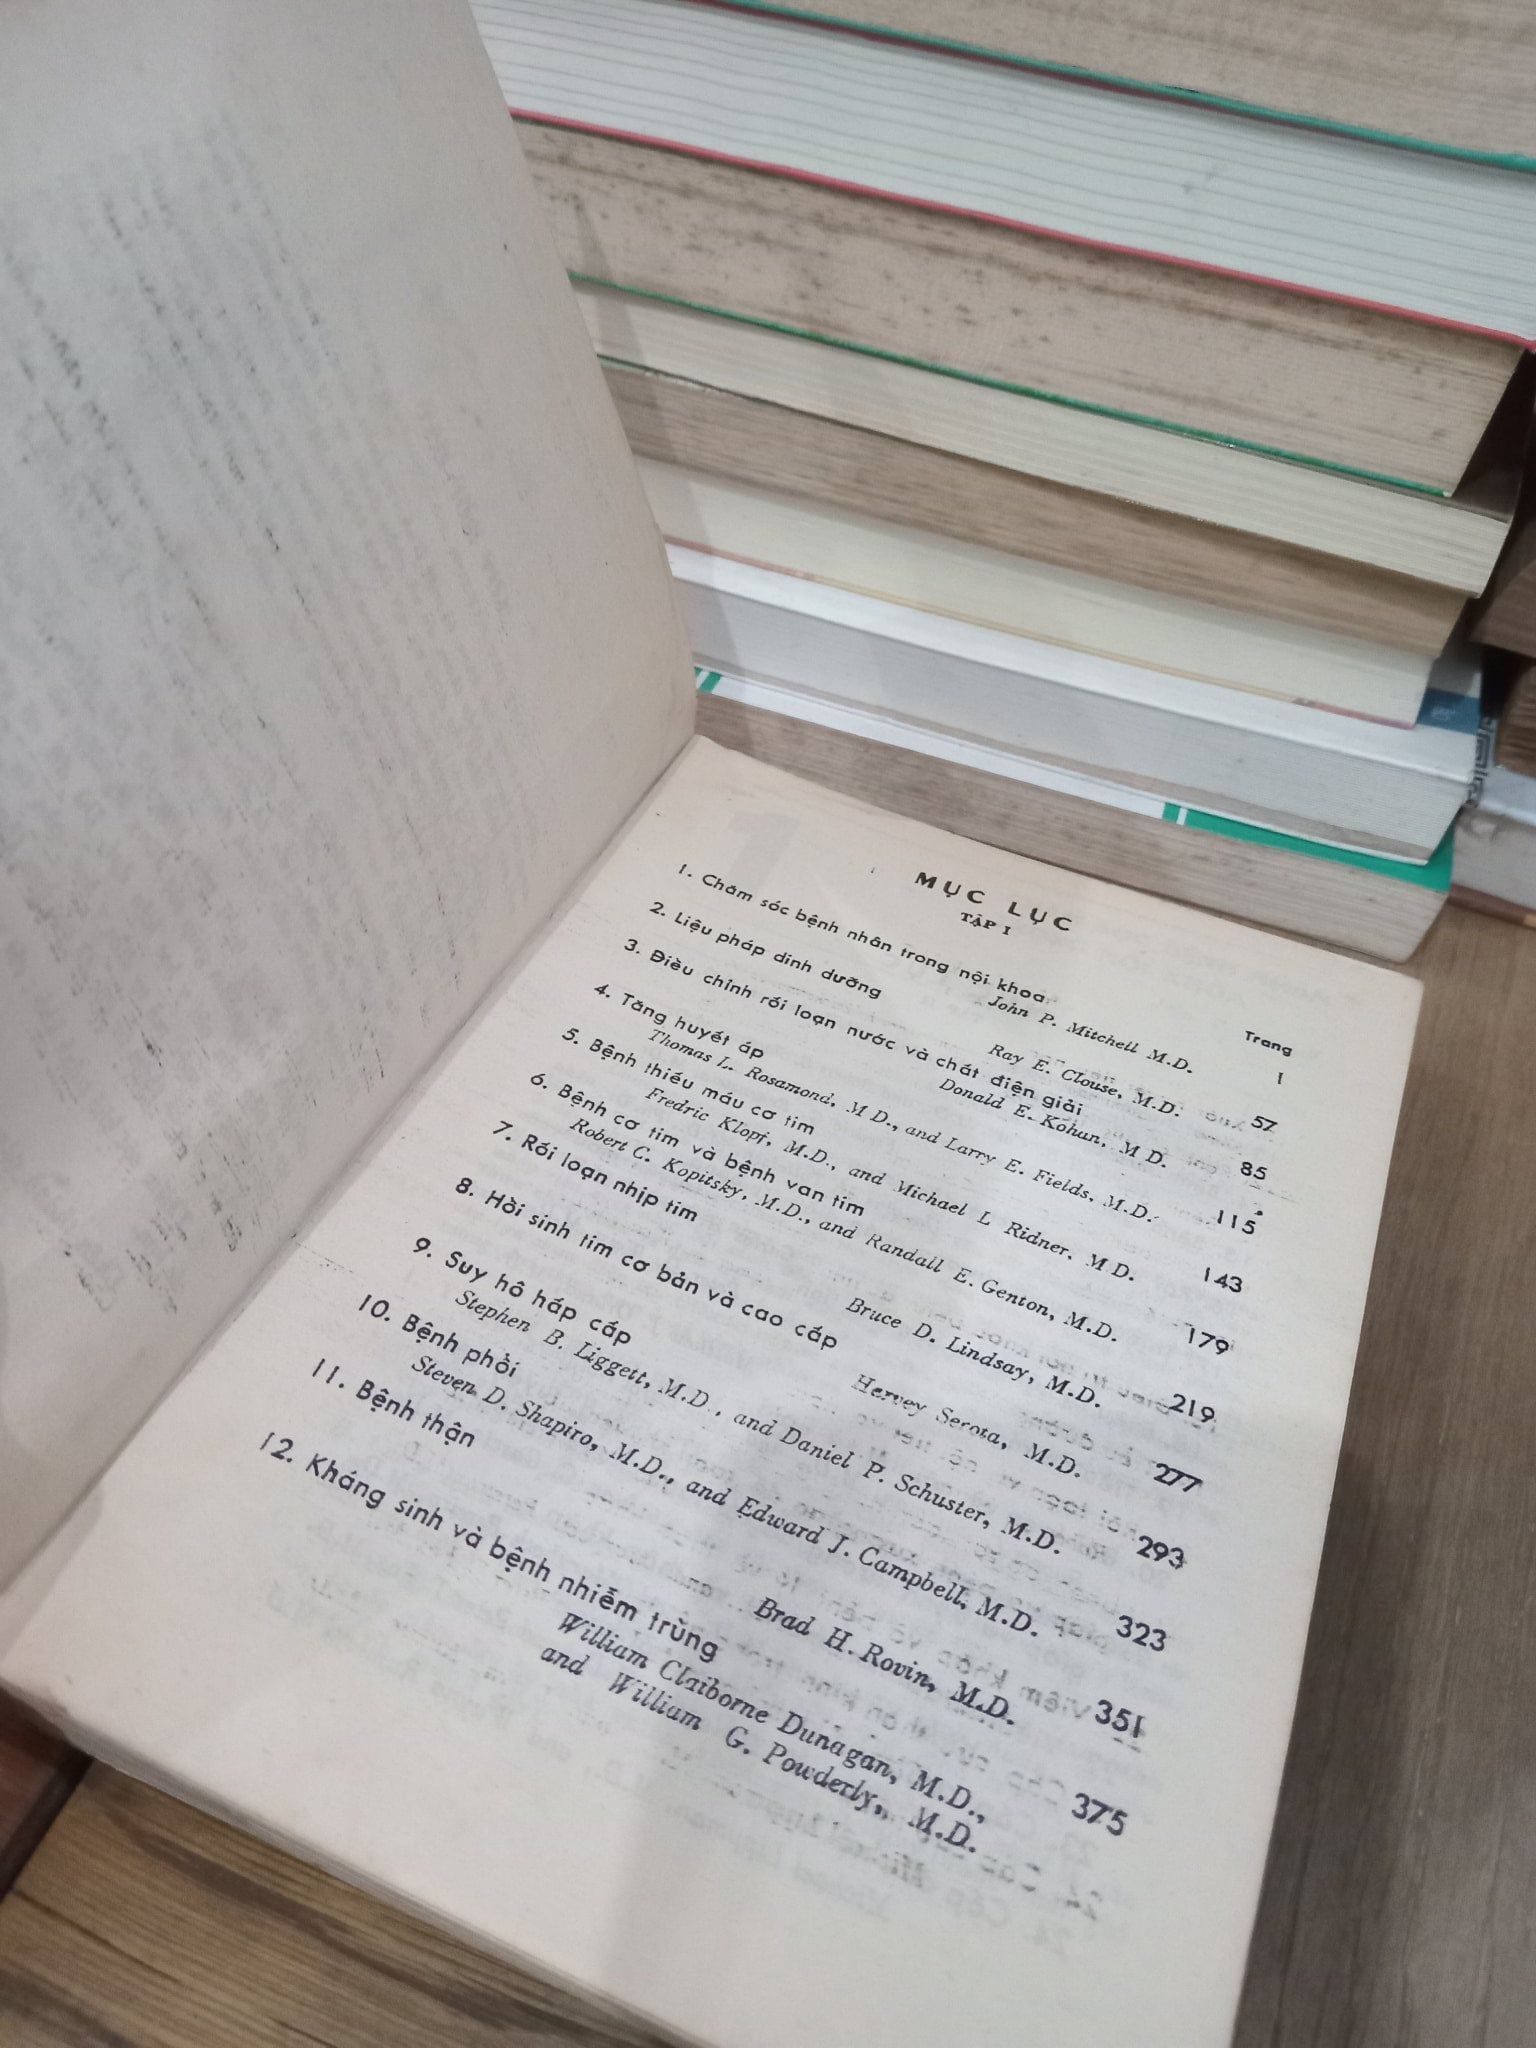 MỤC LỤC
TẬP I
Trang
1. Chăm sóc bệnh nhân trong nội khoa
John P. Mitchell M.D. 1
2. Liệu pháp dinh dưỡng
Ray E. Clouse, M.D. 57
3. Điều chỉnh rối loạn nước và chất điện giải
Donald E. Kohan, M D. 85
4. Tăng huyết áp
Thomas L. Rosamond, M D., and Larry E. Fields, M.D. 115
5. Bệnh thiếu máu cơ tim
Fredric Klopf, M.D., and Michael L Ridner, M D. 143
6. Bệnh cơ tim và bệnh van tim
Robert C. Kopitsky, M.D., and Randall E. Genton, M.D. 179
7. Rối loạn nhịp tim
Bruce D. Lindsay, M.D. 219
8. Hồi sinh tim cơ bản và cao cấp
Hervey Serota, M.D. 277
9. Suy hô hấp cấp
Stephen B. Liggett, M.D., and Daniel P. Schuster, M.D. 293
10. Bệnh phổi
Steven D. Shapiro, M.D., and Edward J. Campbell, M.D. 323
11. Bệnh thận
Brad H. Rovin, M.D. 351
12. Kháng sinh và bệnh nhiễm trùng
William Claiborne Dunagan, M.D.,
and William G. Powderly, M.D. 375